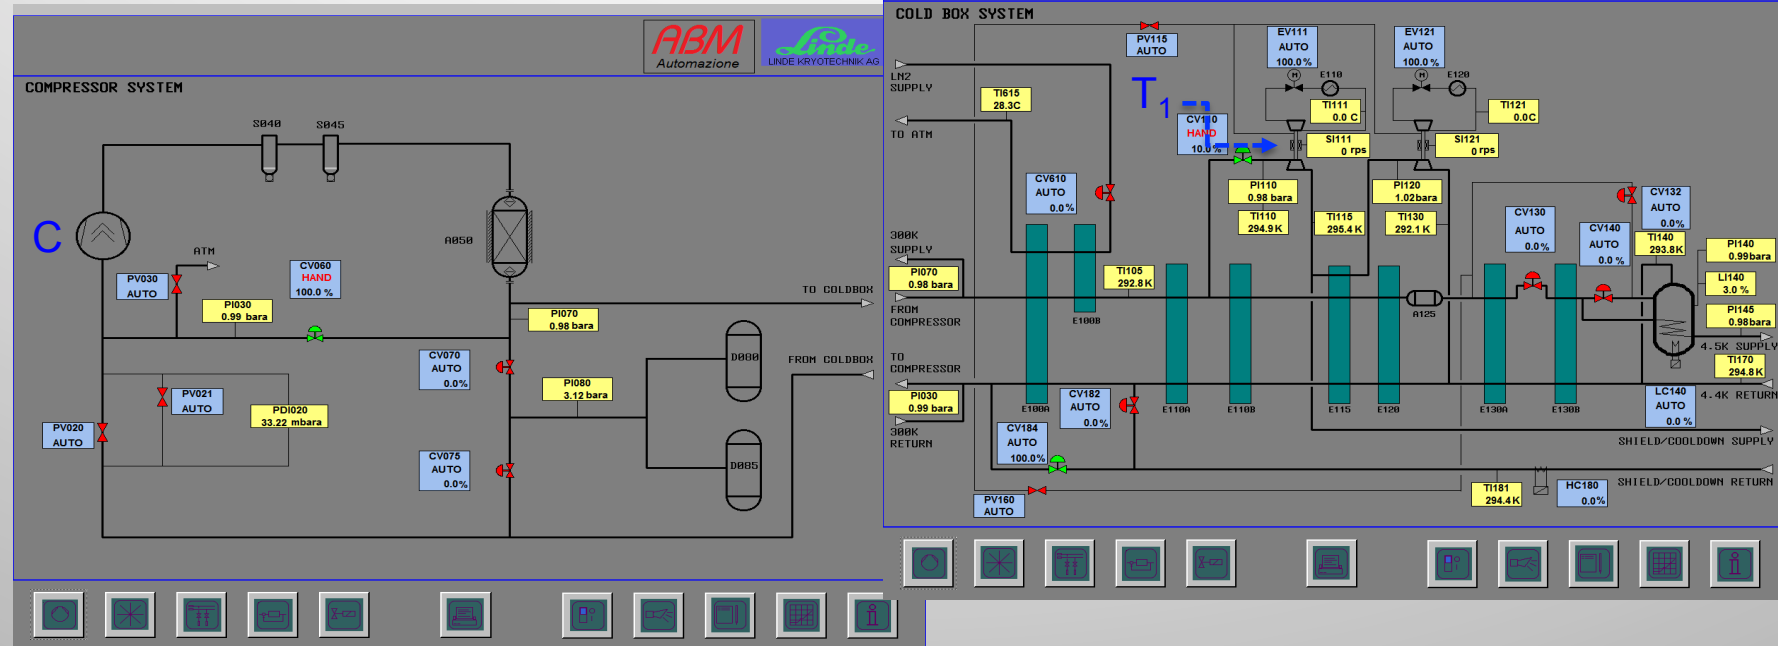 ABM
Automazione
Linde
LINDE KRYOTECHNIK AG
COMPRESSOR SYSTEM
S040
S045
C
A050
ATM
PV030
AUTO
CV060
HAND
100.0 %
PI030
0.99 bara
TO COLDBOX
PI070
0.98 bara
CV070
AUTO
0.0%
D080
FROM COLDBOX
PI080
3.12 bara
PV021
AUTO
PDI020
33.22 mbara
PV020
AUTO
CV075
AUTO
0.0%
D085
COLD BOX SYSTEM
PV115
AUTO
EV111
AUTO
100.0 %
EV121
AUTO
100.0%
LN2
SUPPLY
M
E110
M
E120
TI615
28.3C
T1
TI111
0.0 C
TI121
0.0C
TO ATM
CV110
HAND
10.0 %
SI111
0 rps
SI121
0 rps
CV610
AUTO
0.0 %
PI110
0.98 bara
PI120
1.02bara
CV132
AUTO
0.0%
TI110
294.9 K
TI115
295.4 K
TI130
292.1 K
CV130
AUTO
0.0%
CV140
AUTO
0.0%
TI140
293.8K
PI140
0.99bara
300K
SUPPLY
PI070
0.98 bara
TI105
292.8K
LI140
3.0 %
FROM
COMPRESSOR
E100B
A125
PI145
0.98bara
4.5K SUPPLY
TO
COMPRESSOR
TI170
294.8K
PI030
0.99 bara
CV182
AUTO
0.0%
LC140
AUTO
0.0 %
4.4K RETURN
E100A
E110A
E110B
E115
E120
E130A
E130B
300K
RETURN
CV184
AUTO
100.0%
SHIELD/COOLDOWN SUPPLY
TI181
294.4 K
HC180
0.0%
SHIELD/COOLDOWN RETURN
PV160
AUTO